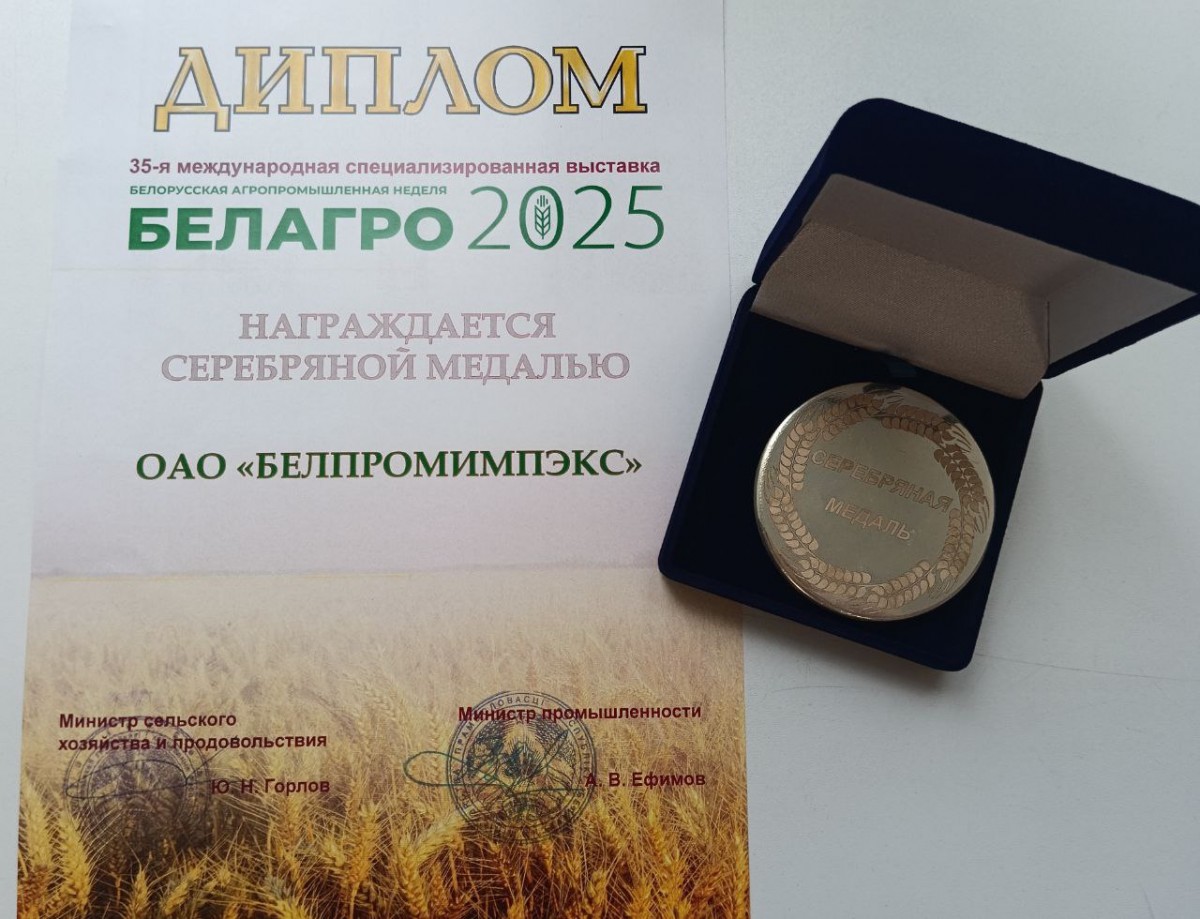 ДИПЛОМ
35-я международная специализированная выставка
БЕЛОРУССКАЯ АГРОПРОМЫШЛЕННАЯ НЕДЕЛЯ
БЕЛАГРО 2025
НАГРАЖДАЕТСЯ
СЕРЕБРЯНОЙ МЕДАЛЬЮ
ОАО «БЕЛПРОМИМПЭКС»
Министр сельского
хозяйства и продовольствия
Ю. Н. Горлов
Министр промышленности
А. В. Ефимов
СЕРЕБРЯНАЯ
МЕДАЛЬ